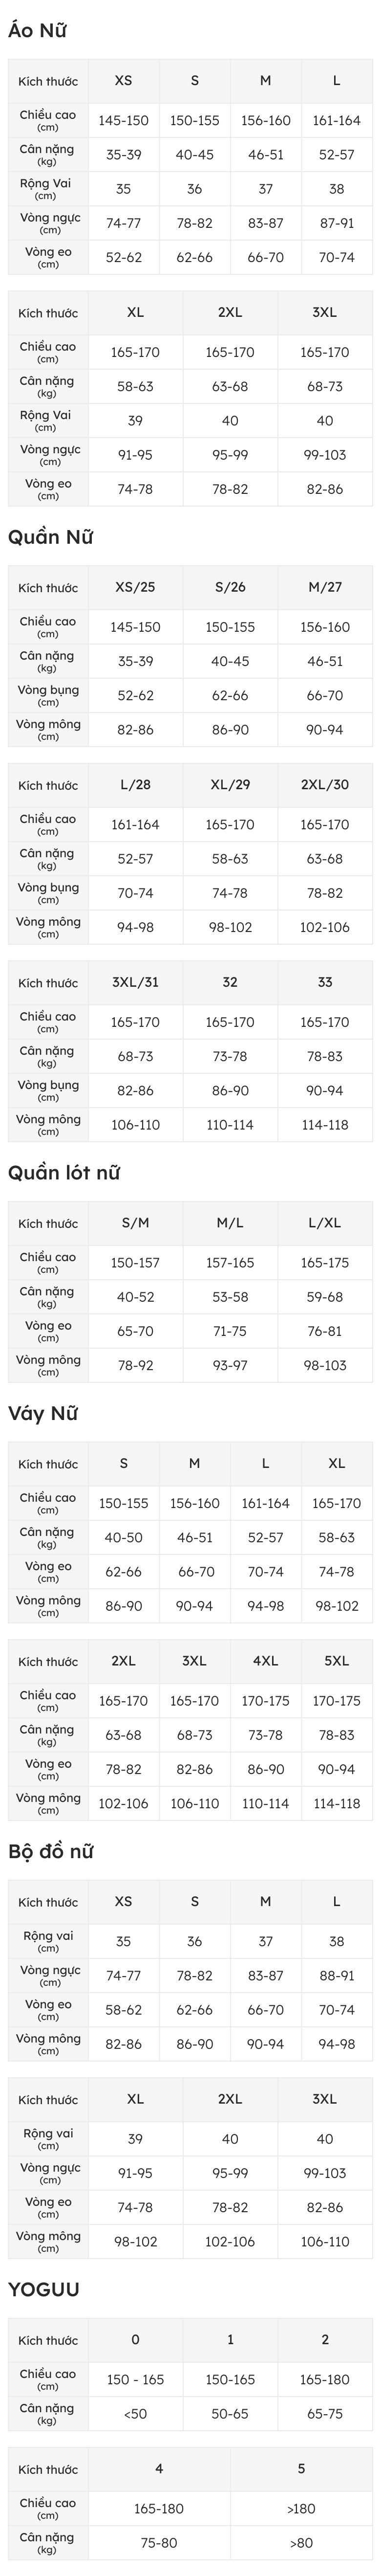 Áo Nữ
Kích thước XS S M L
Chiều cao (cm) 145-150 150-155 156-160 161-164
Cân nặng (kg) 35-39 40-45 46-51 52-57
Rộng Vai (cm) 35 36 37 38
Vòng ngực (cm) 74-77 78-82 83-87 87-91
Vòng eo (cm) 52-62 62-66 66-70 70-74
Kích thước XL 2XL 3XL
Chiều cao (cm) 165-170 165-170 165-170
Cân nặng (kg) 58-63 63-68 68-73
Rộng Vai (cm) 39 40 40
Vòng ngực (cm) 91-95 95-99 99-103
Vòng eo (cm) 74-78 78-82 82-86
Quần Nữ
Kích thước XS/25 S/26 M/27
Chiều cao (cm) 145-150 150-155 156-160
Cân nặng (kg) 35-39 40-45 46-51
Vòng bụng (cm) 52-62 62-66 66-70
Vòng mông (cm) 82-86 86-90 90-94
Kích thước L/28 XL/29 2XL/30
Chiều cao (cm) 161-164 165-170 165-170
Cân nặng (kg) 52-57 58-63 63-68
Vòng bụng (cm) 70-74 74-78 78-82
Vòng mông (cm) 94-98 98-102 102-106
Kích thước 3XL/31 32 33
Chiều cao (cm) 165-170 165-170 165-170
Cân nặng (kg) 68-73 73-78 78-83
Vòng bụng (cm) 82-86 86-90 90-94
Vòng mông (cm) 106-110 110-114 114-118
Quần lót nữ
Kích thước S/M M/L L/XL
Chiều cao (cm) 150-157 157-165 165-175
Cân nặng (kg) 40-52 53-58 59-68
Vòng eo (cm) 65-70 71-75 76-81
Vòng mông (cm) 78-92 93-97 98-103
Váy Nữ
Kích thước S M L XL
Chiều cao (cm) 150-155 156-160 161-164 165-170
Cân nặng (kg) 40-50 46-51 52-57 58-63
Vòng eo (cm) 62-66 66-70 70-74 74-78
Vòng mông (cm) 86-90 90-94 94-98 98-102
Kích thước 2XL 3XL 4XL 5XL
Chiều cao (cm) 165-170 165-170 170-175 170-175
Cân nặng (kg) 63-68 68-73 73-78 78-83
Vòng eo (cm) 78-82 82-86 86-90 90-94
Vòng mông (cm) 102-106 106-110 110-114 114-118
Bộ đồ nữ
Kích thước XS S M L
Rộng vai (cm) 35 36 37 38
Vòng ngực (cm) 74-77 78-82 83-87 88-91
Vòng eo (cm) 58-62 62-66 66-70 70-74
Vòng mông (cm) 82-86 86-90 90-94 94-98
Kích thước XL 2XL 3XL
Rộng vai (cm) 39 40 40
Vòng ngực (cm) 91-95 95-99 99-103
Vòng eo (cm) 74-78 78-82 82-86
Vòng mông (cm) 98-102 102-106 106-110
YOGUU
Kích thước 0 1 2
Chiều cao (cm) 150 - 165 150-165 165-180
Cân nặng (kg) <50 50-65 65-75
Kích thước 4 5
Chiều cao (cm) 165-180 >180
Cân nặng (kg) 75-80 >80